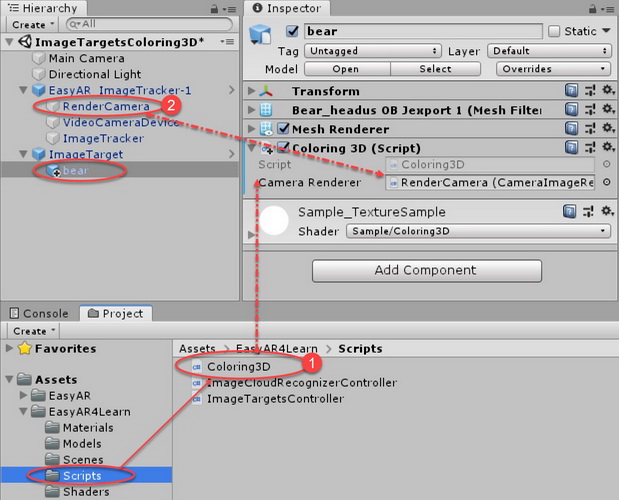 Hierarchy
Create
All
ImageTargetsColoring3D*
Main Camera
Directional Light
EasyAR_ImageTracker-1
RenderCamera
2
VideoCameraDevice
ImageTracker
ImageTarget
bear
Inspector
bear
Static
Tag
Untagged
Layer
Default
Model
Open
Select
Overrides
Transform
Bear_headus OB Jexport 1 (Mesh Filter
Mesh Renderer
Coloring 3D (Script)
Script
Coloring3D
Camera Renderer
RenderCamera (CameraImageRe
Sample_TextureSample
Shader
Sample/Coloring3D
Add Component
Console
Project
Create
Favorites
Assets
EasyAR
EasyAR4Learn
Materials
Models
Scenes
Scripts
Shaders
Assets > EasyAR4Learn > Scripts
Coloring3D
1
ImageCloudRecognizerController
ImageTargetsController